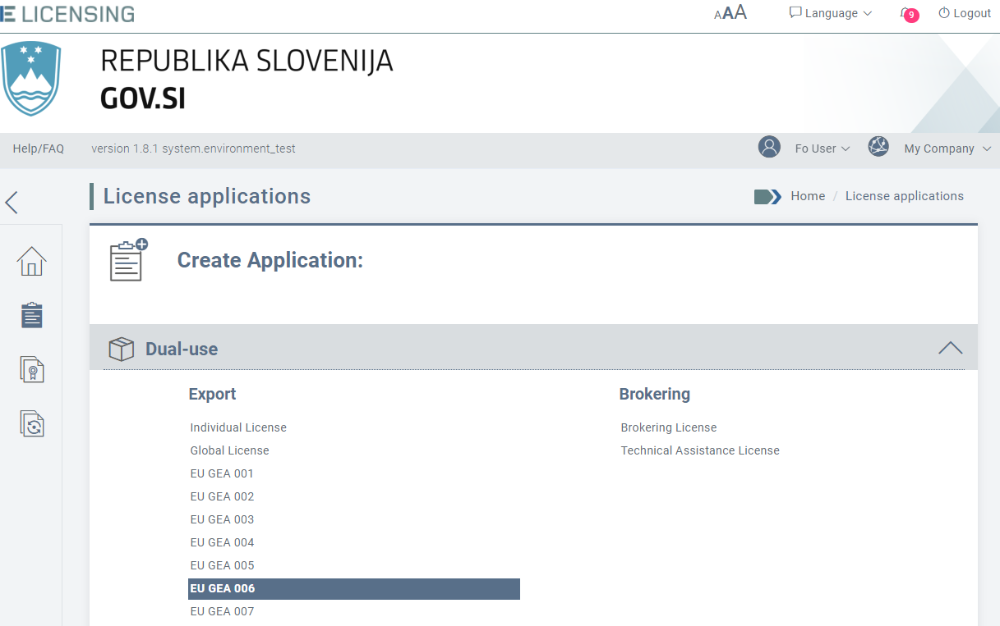 E LICENSING
AAA
Language
9
Logout
REPUBLIKA SLOVENIJA
GOV.SI
Help/FAQ
version 1.8.1 system.environment_test
Fo User
My Company
License applications
Home / License applications
Create Application:
Dual-use
Export
Individual License
Global License
EU GEA 001
EU GEA 002
EU GEA 003
EU GEA 004
EU GEA 005
EU GEA 006
EU GEA 007
Brokering
Brokering License
Technical Assistance License